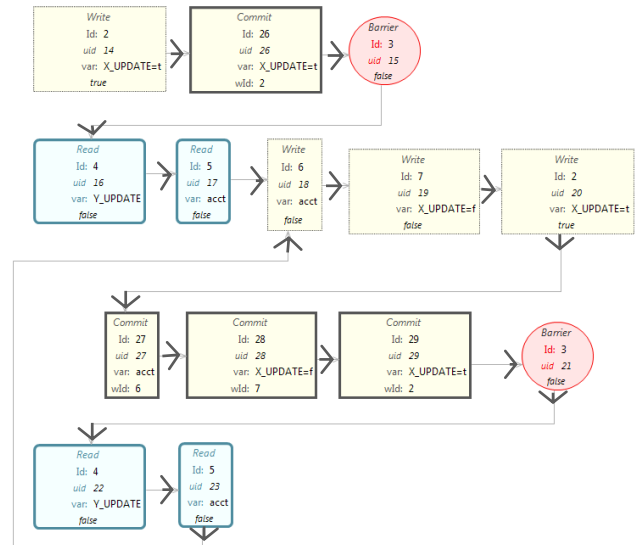 Write
Id: 2
uid 14
var: X_UPDATE=t
true
Commit
Id: 26
uid 26
var: X_UPDATE=t
wId: 2
Barrier
Id: 3
uid 15
false
Read
Id: 4
uid 16
var: Y_UPDATE
false
Read
Id: 5
uid 17
var: acct
false
Write
Id: 6
uid 18
var: acct
false
Write
Id: 7
uid 19
var: X_UPDATE=f
false
Write
Id: 2
uid 20
var: X_UPDATE=t
true
Commit
Id: 27
uid 27
var: acct
wId: 6
Commit
Id: 28
uid 28
var: X_UPDATE=f
wId: 7
Commit
Id: 29
uid 29
var: X_UPDATE=t
wId: 2
Barrier
Id: 3
uid 21
false
Read
Id: 4
uid 22
var: Y_UPDATE
false
Read
Id: 5
uid 23
var: acct
false